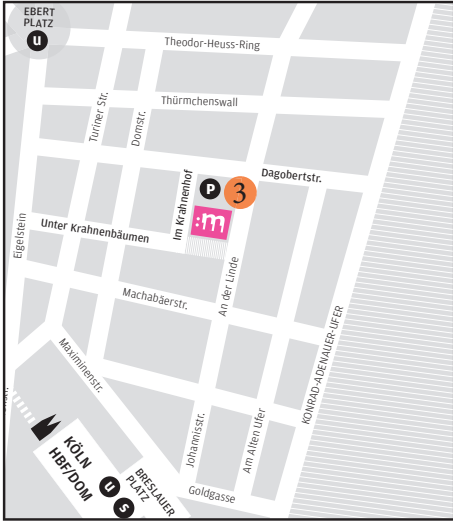 EBERT
PLATZ
U
Theodor-Heuss-Ring
Thürmchenswall
Turiner Str.
Domstr.
Dagobertstr.
P
3
:m
Im Krahnenhof
Unter Krahnenbäumen
Eigelstein
An der Linde
Machabäerstr.
KONRAD-ADENAUER-UFER
Maximinenstr.
Johannisstr.
Am Alten Ufer
KÖLN
HBF/DOM
U
S
BRESLAUER
PLATZ
Goldgasse